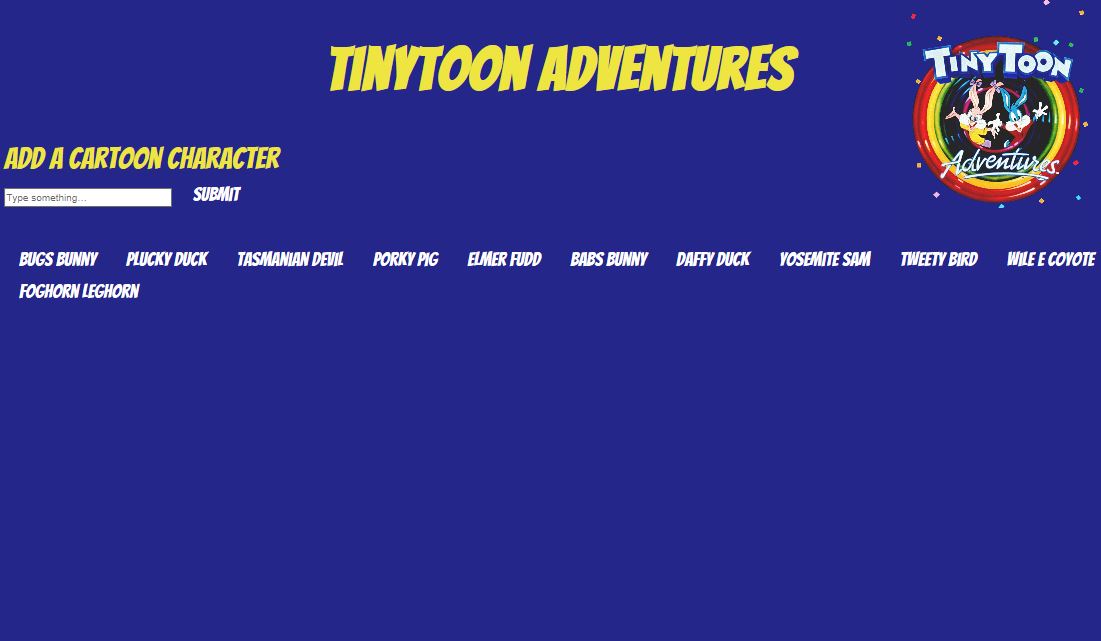 TINYTOON ADVENTURES
TINY TOON
Adventures
ADD A CARTOON CHARACTER
Type something...
SUBMIT
BUGS BUNNY PLUCKY DUCK TASMANIAN DEVIL PORKY PIG ELMER FUDD BABS BUNNY DAFFY DUCK YOSEMITE SAM TWEETY BIRD WILE E COYOTE
FOGHORN LEGHORN